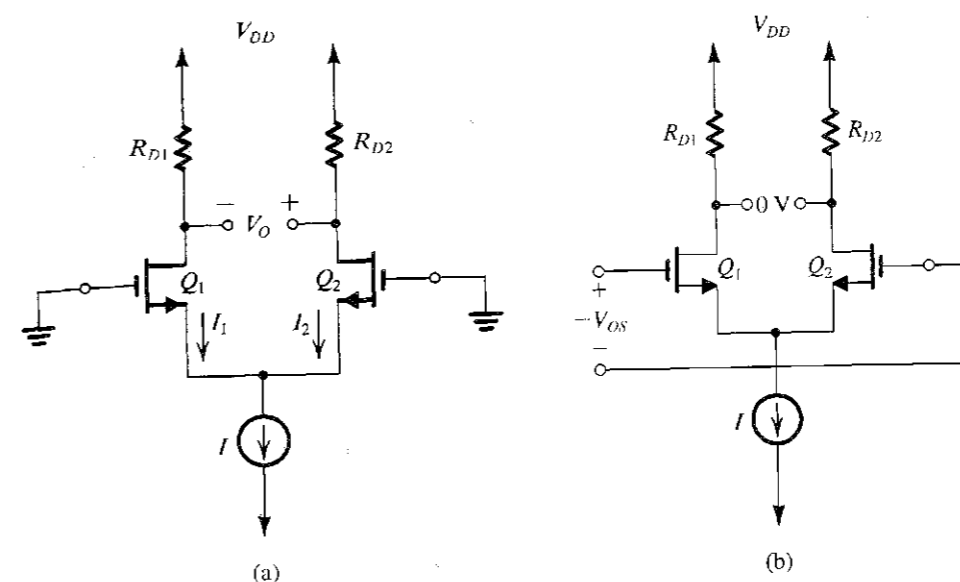 V_DD
R_D1
R_D2
− V_O +
Q_1
Q_2
I_1
I_2
I
(a)
V_DD
R_D1
R_D2
0 V
Q_1
Q_2
+
−V_OS
−
I
(b)